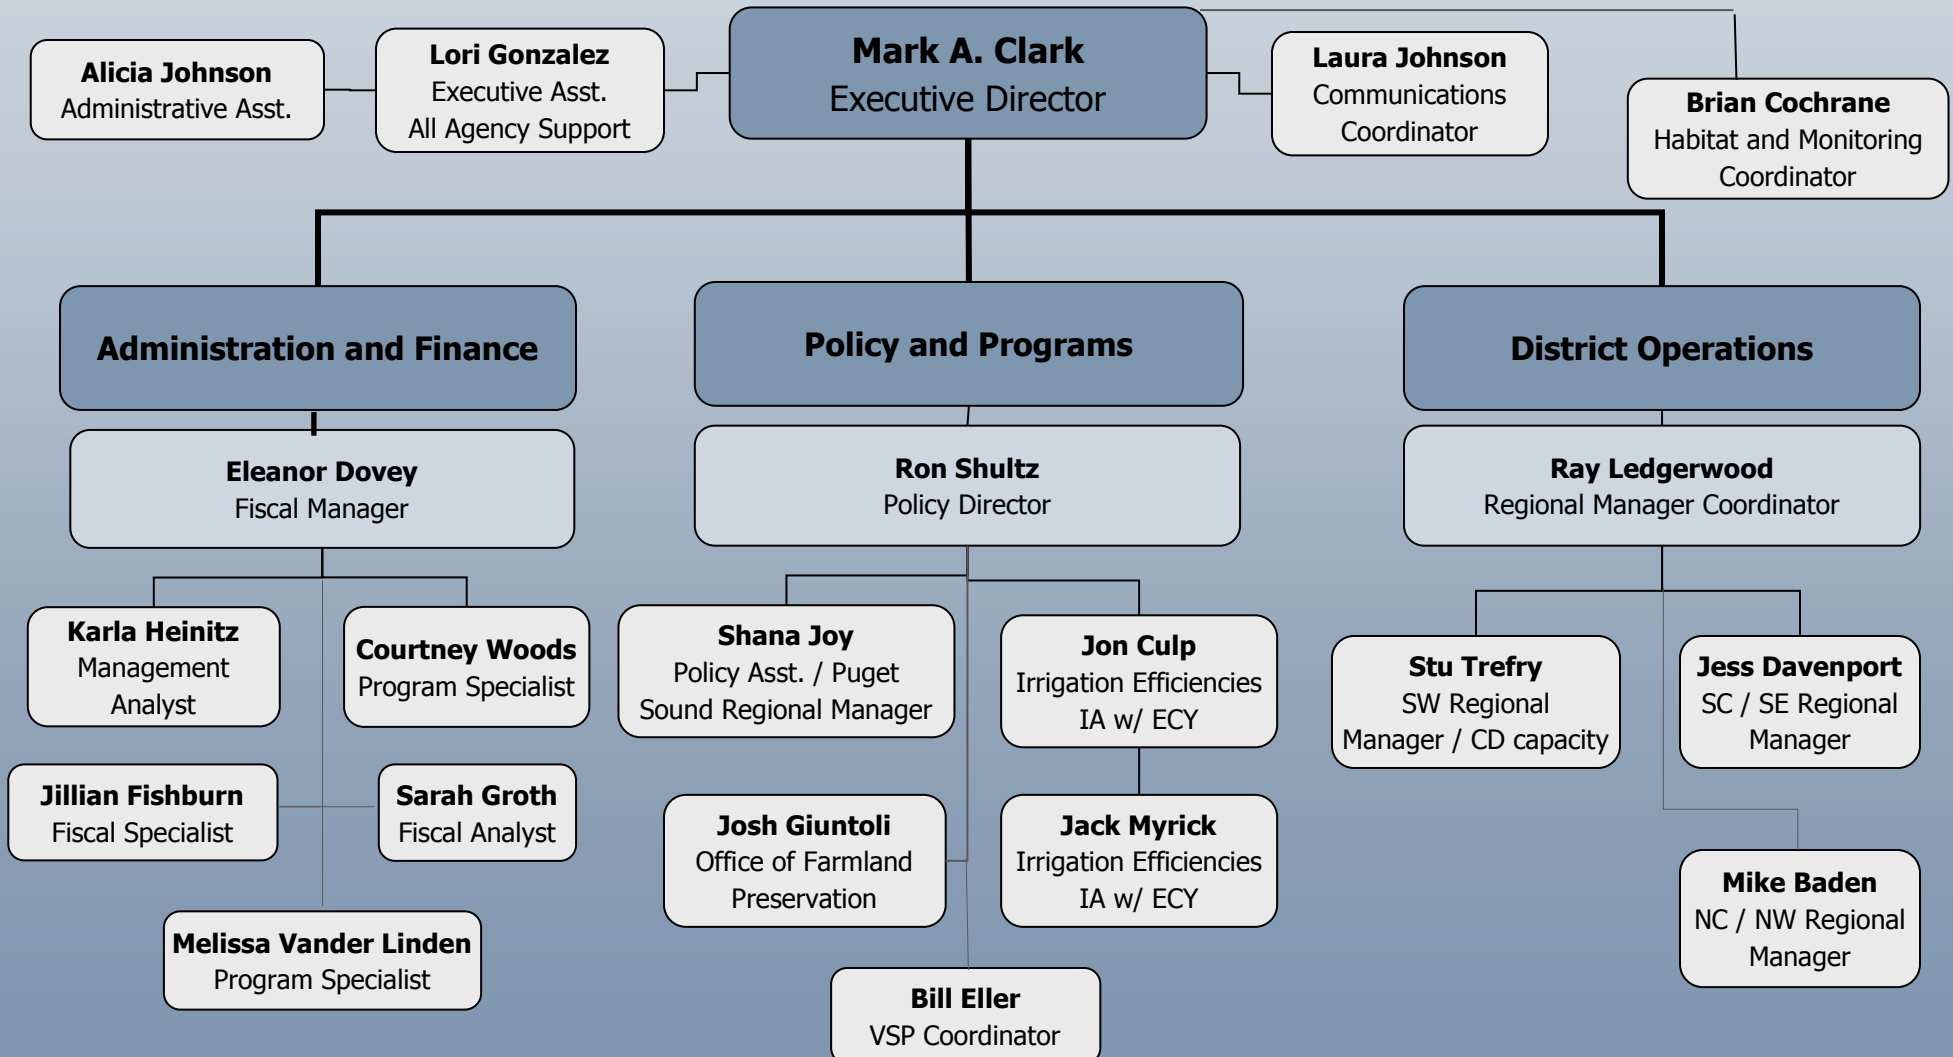 Mark A. Clark
Executive Director
Alicia Johnson
Administrative Asst.
Lori Gonzalez
Executive Asst.
All Agency Support
Laura Johnson
Communications
Coordinator
Brian Cochrane
Habitat and Monitoring
Coordinator
Administration and Finance
Eleanor Dovey
Fiscal Manager
Karla Heinitz
Management
Analyst
Courtney Woods
Program Specialist
Jillian Fishburn
Fiscal Specialist
Sarah Groth
Fiscal Analyst
Melissa Vander Linden
Program Specialist
Policy and Programs
Ron Shultz
Policy Director
Shana Joy
Policy Asst. / Puget
Sound Regional Manager
Jon Culp
Irrigation Efficiencies
IA w/ ECY
Josh Giuntoli
Office of Farmland
Preservation
Jack Myrick
Irrigation Efficiencies
IA w/ ECY
Bill Eller
VSP Coordinator
District Operations
Ray Ledgerwood
Regional Manager Coordinator
Stu Trefry
SW Regional
Manager / CD capacity
Jess Davenport
SC / SE Regional
Manager
Mike Baden
NC / NW Regional
Manager